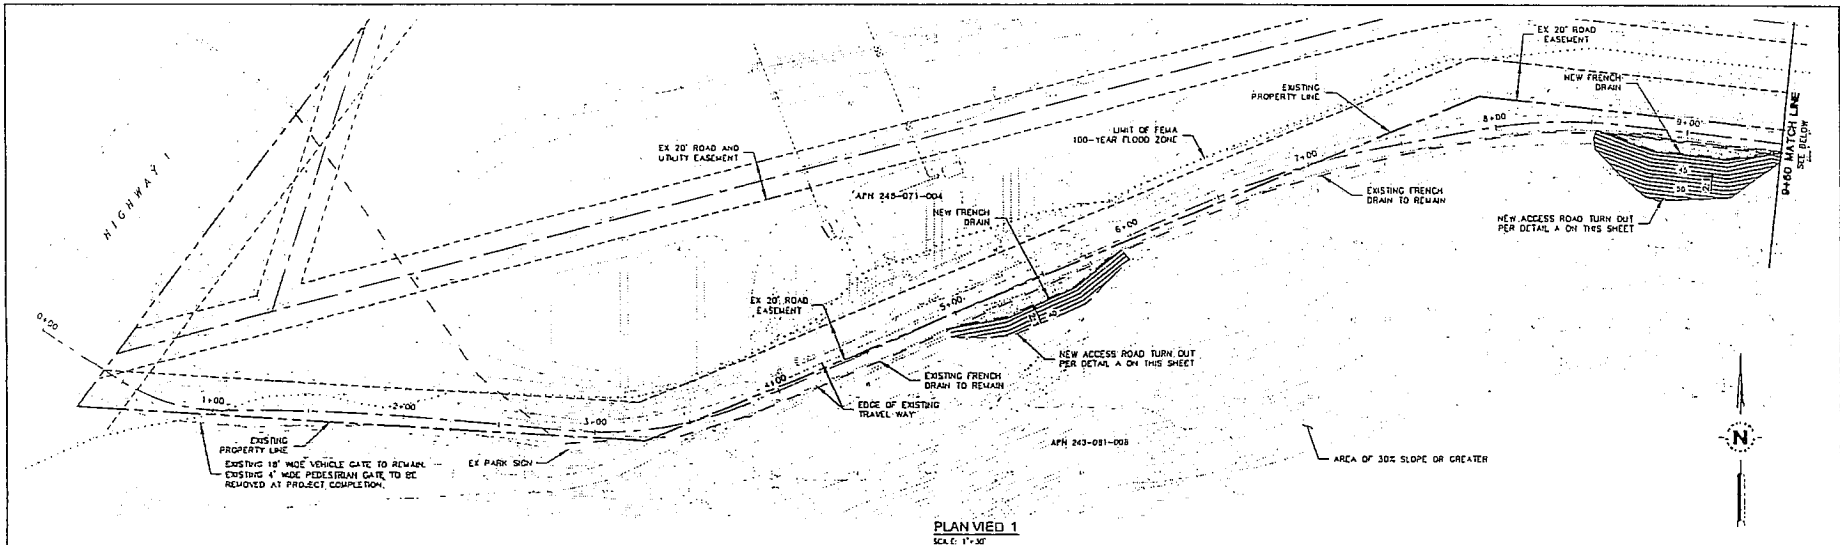 EX 20' ROAD
EASEMENT
NEW FRENCH
DRAIN
EXISTING
PROPERTY LINE
8+00
9+00
9+60 MATCH LINE
SEE BELOW
LIMIT OF FEMA
100-YEAR FLOOD ZONE
7+00
EX 20' ROAD AND
UTILITY EASEMENT
HIGHWAY 1
APN 243-071-004
EXISTING FRENCH
DRAIN TO REMAIN
NEW FRENCH
DRAIN
6+00
NEW ACCESS ROAD TURN OUT
PER DETAIL A ON THIS SHEET
EX 20' ROAD
EASEMENT
5+00
0+00
NEW ACCESS ROAD TURN OUT
PER DETAIL A ON THIS SHEET
EXISTING FRENCH
DRAIN TO REMAIN
4+00
1+00
2+00
3+00
EDGE OF EXISTING
TRAVEL WAY
EXISTING
PROPERTY LINE
EX PARK SIGN
APN 243-081-008
AREA OF 30% SLOPE OR GREATER
EXISTING 18' WIDE VEHICLE GATE TO REMAIN.
EXISTING 4' WIDE PEDESTRIAN GATE TO BE
REMOVED AT PROJECT COMPLETION.
N
PLAN VIED 1
SCALE: 1"=30'